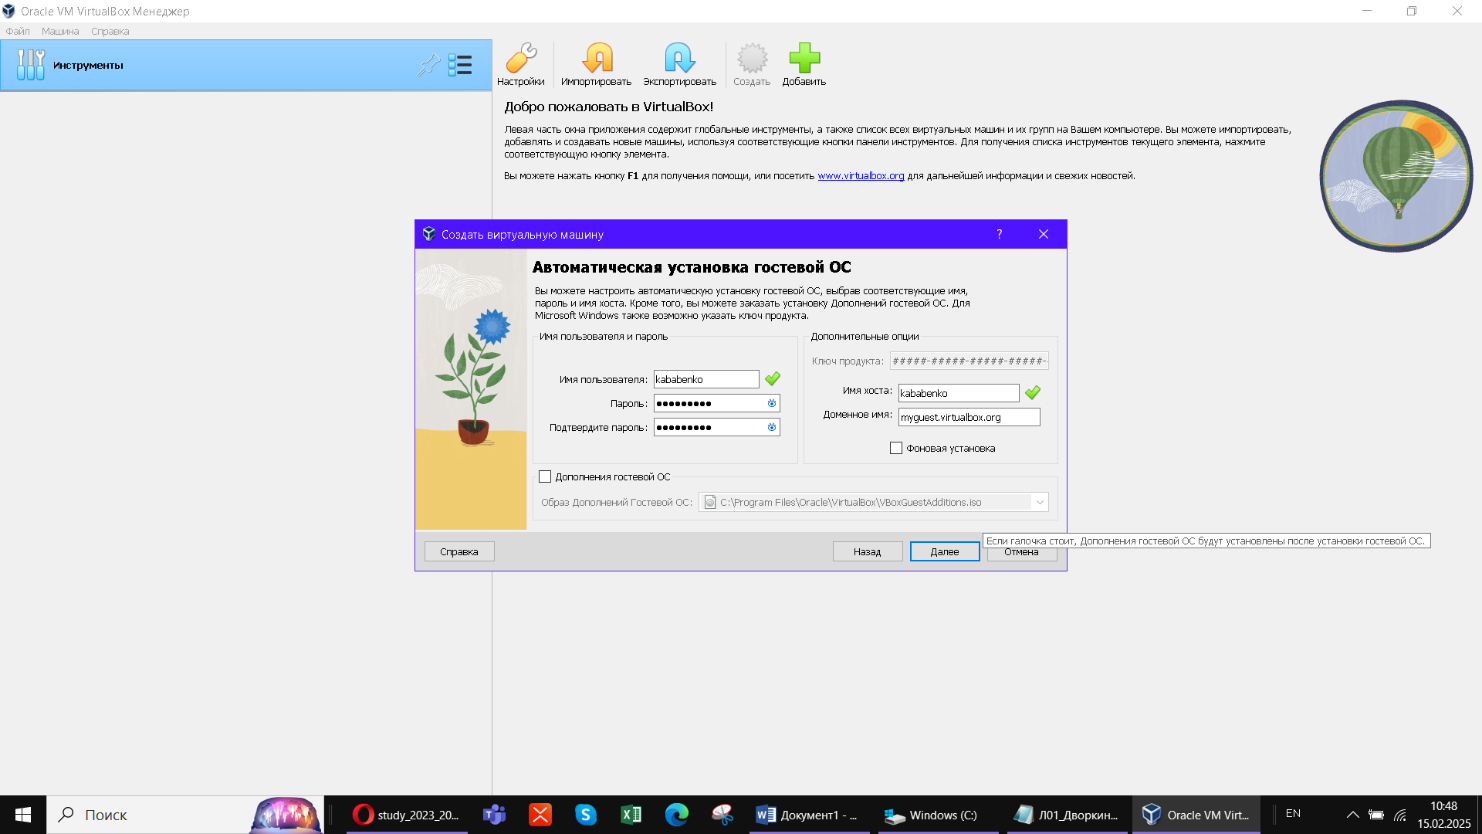 Oracle VM VirtualBox Менеджер
Файл Машина Справка
Инструменты
Настройки Импортировать Экспортировать Создать Добавить
Добро пожаловать в VirtualBox!
Левая часть окна приложения содержит глобальные инструменты, а также список всех виртуальных машин и их групп на Вашем компьютере. Вы можете импортировать,
добавлять и создавать новые машины, используя соответствующие кнопки панели инструментов. Для получения списка инструментов текущего элемента, нажмите
соответствующую кнопку элемента.
Вы можете нажать кнопку F1 для получения помощи, или посетить www.virtualbox.org для дальнейшей информации и свежих новостей.
Создать виртуальную машину
?
Автоматическая установка гостевой ОС
Вы можете настроить автоматическую установку гостевой ОС, выбрав соответствующие имя,
пароль и имя хоста. Кроме того, вы можете заказать установку Дополнений гостевой ОС. Для
Microsoft Windows также возможно указать ключ продукта.
Имя пользователя и пароль
Имя пользователя: kababenko
Пароль: •••••••••
Подтвердите пароль: •••••••••
Дополнительные опции
Ключ продукта: #####-#####-#####-#####-
Имя хоста: kababenko
Доменное имя: myguest.virtualbox.org
Фоновая установка
Дополнения гостевой ОС
Образ Дополнений Гостевой ОС: C:\Program Files\Oracle\VirtualBox\VBoxGuestAdditions.iso
Справка Назад Далее Отмена
Если галочка стоит, Дополнения гостевой ОС будут установлены после установки гостевой ОС.
Поиск
study_2023_20...
Документ1 - ...
Windows (C:)
Л01_Дворкин...
Oracle VM Virt...
EN
10:48
15.02.2025